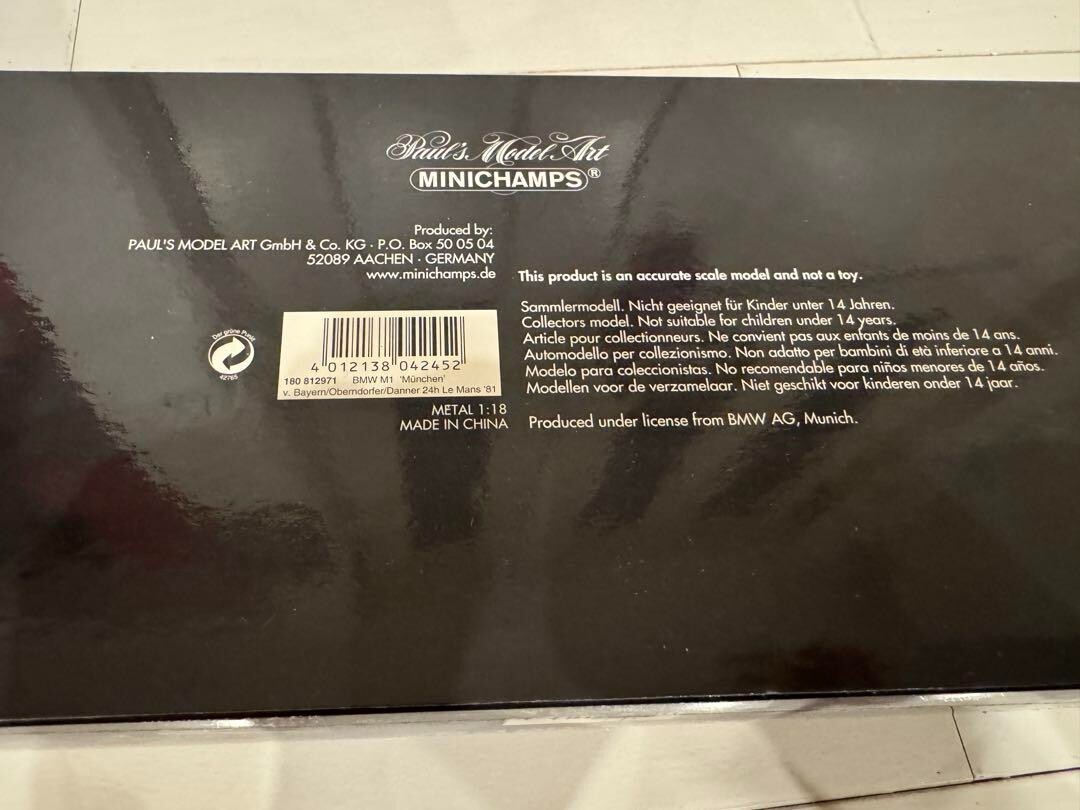 Paul's Model Art
MINICHAMPS®
Produced by:
PAUL'S MODEL ART GmbH & Co. KG · P.O. Box 50 05 04
52089 AACHEN · GERMANY
www.minichamps.de
Der grüne Punkt
42765
4 012138 042452
180 812971 BMW M1 'München'
v. Bayern/Oberndorfer/Danner 24h Le Mans '81
METAL 1:18
MADE IN CHINA
This product is an accurate scale model and not a toy.
Sammlermodell. Nicht geeignet für Kinder unter 14 Jahren.
Collectors model. Not suitable for children under 14 years.
Article pour collectionneurs. Ne convient pas aux enfants de moins de 14 ans.
Automodello per collezionismo. Non adatto per bambini di età inferiore a 14 anni.
Modelo para coleccionistas. No recomendable para niños menores de 14 años.
Modellen voor de verzamelaar. Niet geschikt voor kinderen onder 14 jaar.
Produced under license from BMW AG, Munich.